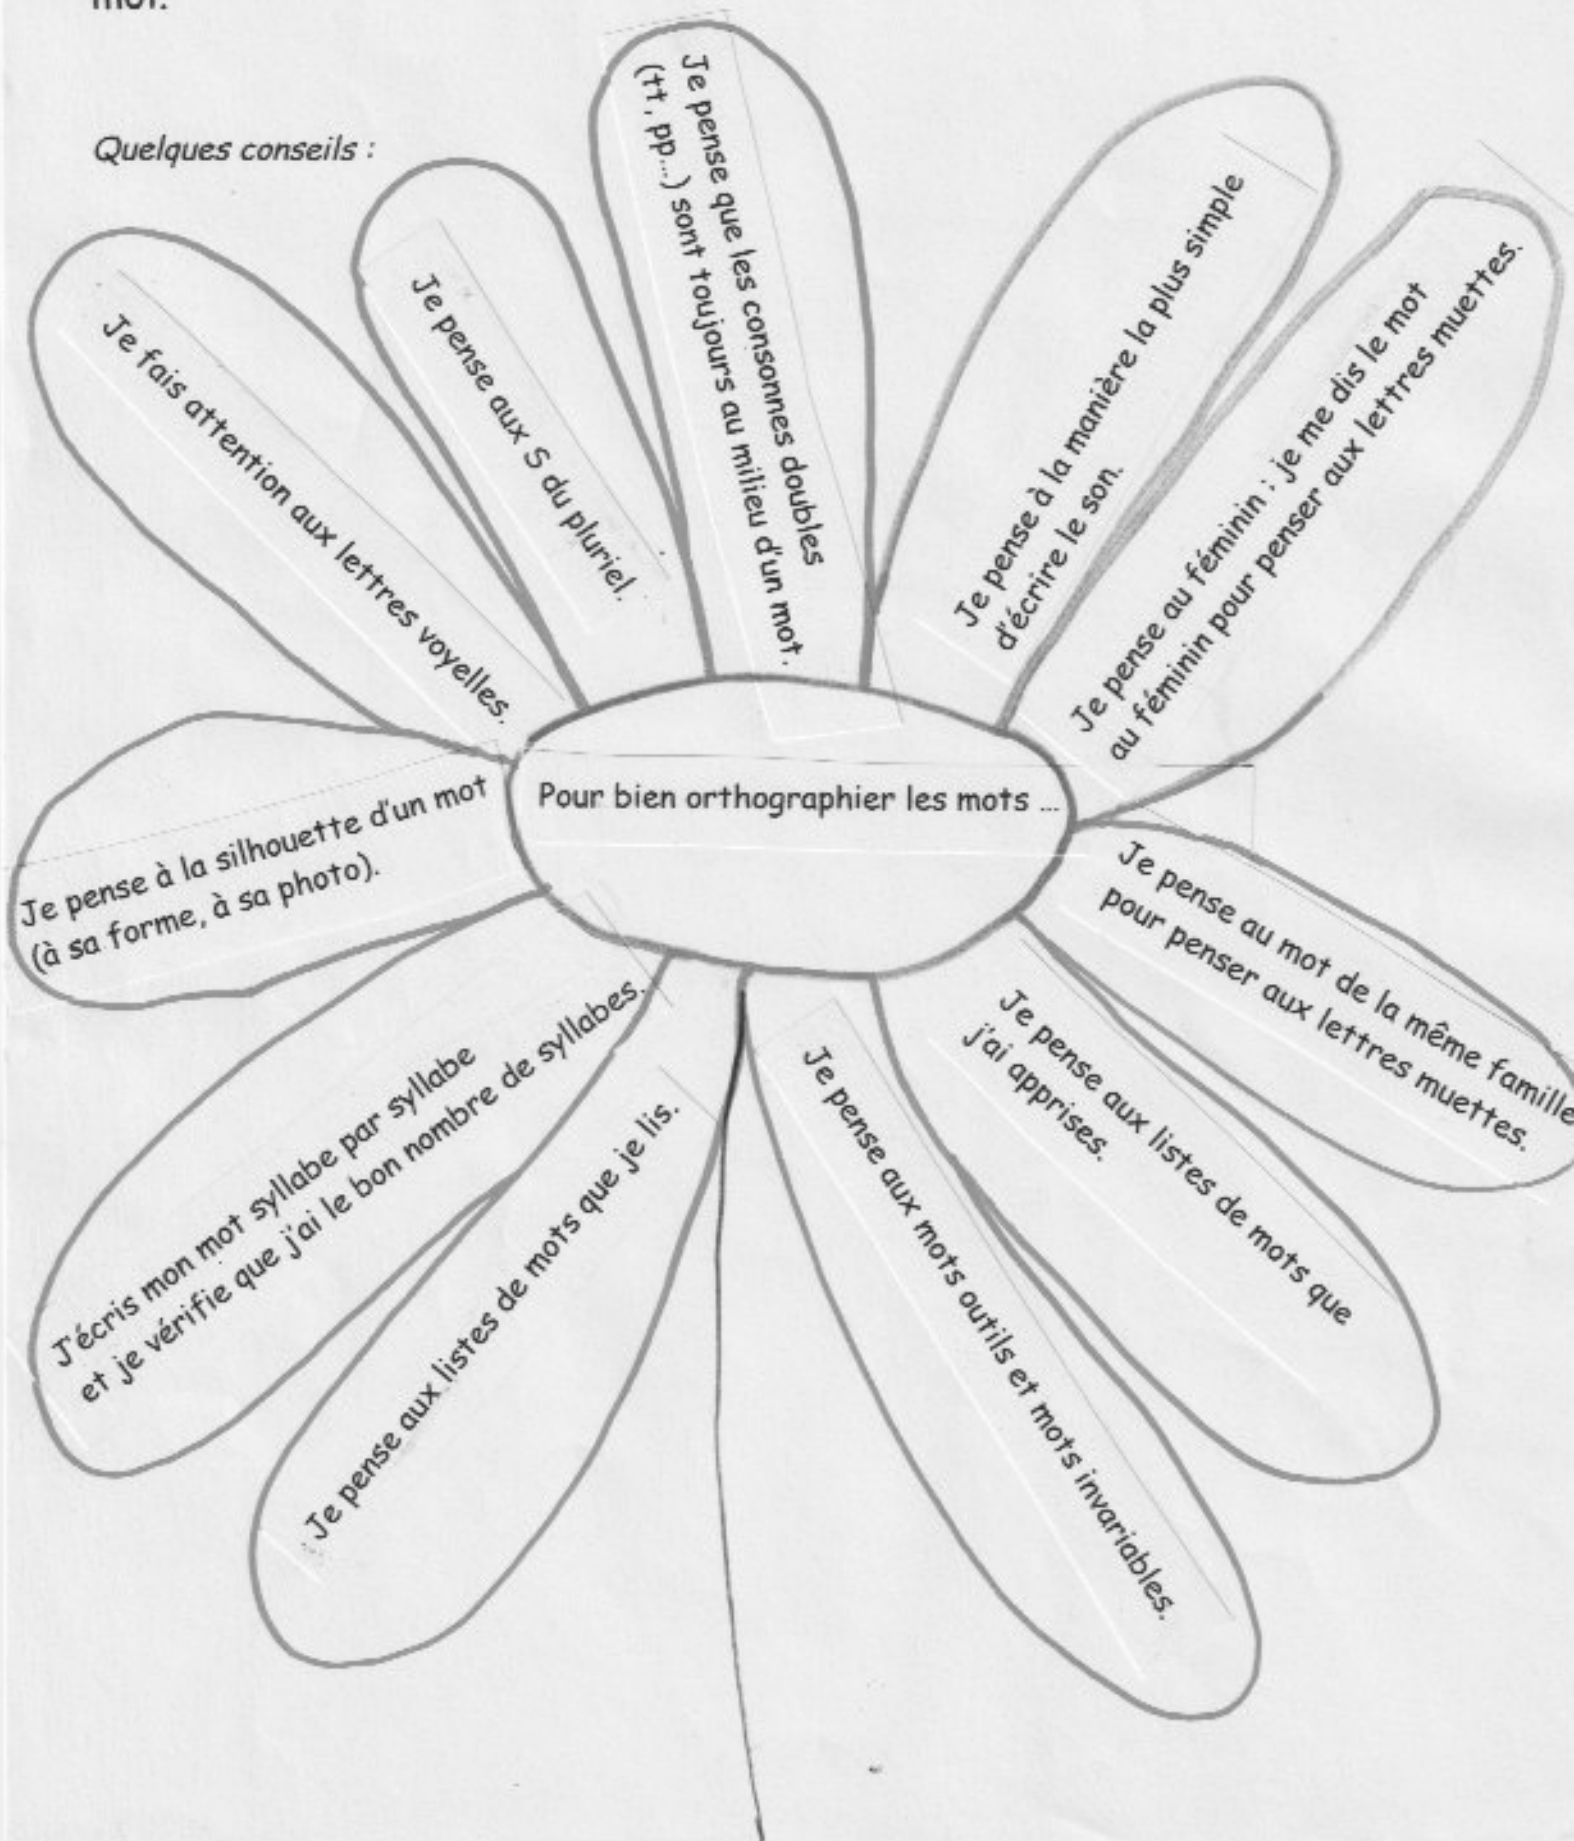 mot.
Quelques conseils :
Je fais attention aux lettres voyelles.
Je pense aux S du pluriel.
Je pense que les consonnes doubles
(tt, pp...) sont toujours au milieu d'un mot.
Je pense à la manière la plus simple
d'écrire le son.
Je pense au féminin : je me dis le mot
au féminin pour penser aux lettres muettes.
Pour bien orthographier les mots ...
Je pense à la silhouette d'un mot
(à sa forme, à sa photo).
Je pense au mot de la même famille
pour penser aux lettres muettes.
Je pense aux listes de mots que
j'ai apprises.
J'écris mon mot syllabe par syllabe
et je vérifie que j'ai le bon nombre de syllabes.
Je pense aux listes de mots que je lis.
Je pense aux mots outils et mots invariables.